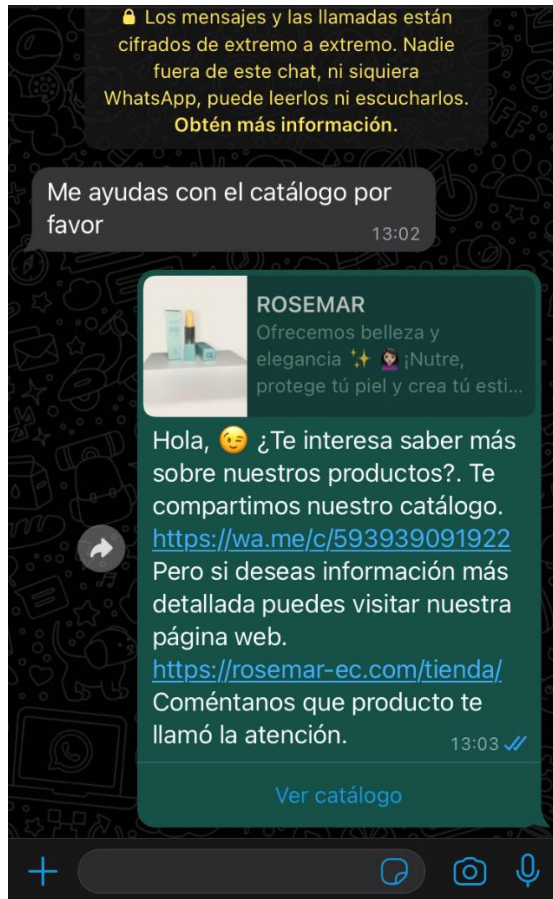 🔒 Los mensajes y las llamadas están
cifrados de extremo a extremo. Nadie
fuera de este chat, ni siquiera
WhatsApp, puede leerlos ni escucharlos.
Obtén más información.
Me ayudas con el catálogo por
favor
13:02
ROSEMAR
Ofrecemos belleza y
elegancia ✨ 💆🏻‍♀️ ¡Nutre,
protege tú piel y crea tú esti...
Hola, 😉 ¿Te interesa saber más
sobre nuestros productos?. Te
compartimos nuestro catálogo.
https://wa.me/c/593939091922
Pero si deseas información más
detallada puedes visitar nuestra
página web.
https://rosemar-ec.com/tienda/
Coméntanos que producto te
llamó la atención.
13:03
Ver catálogo